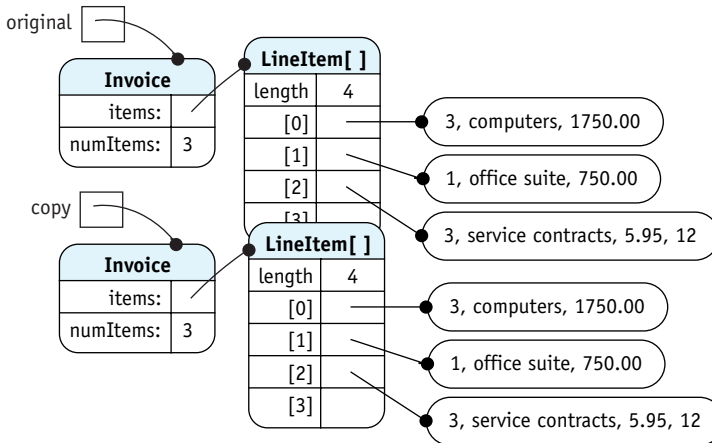 original
Invoice
items:
numItems: 3
LineItem[ ]
length 4
[0]
[1]
[2]
[3]
3, computers, 1750.00
1, office suite, 750.00
3, service contracts, 5.95, 12
copy
Invoice
items:
numItems: 3
LineItem[ ]
length 4
[0]
[1]
[2]
[3]
3, computers, 1750.00
1, office suite, 750.00
3, service contracts, 5.95, 12